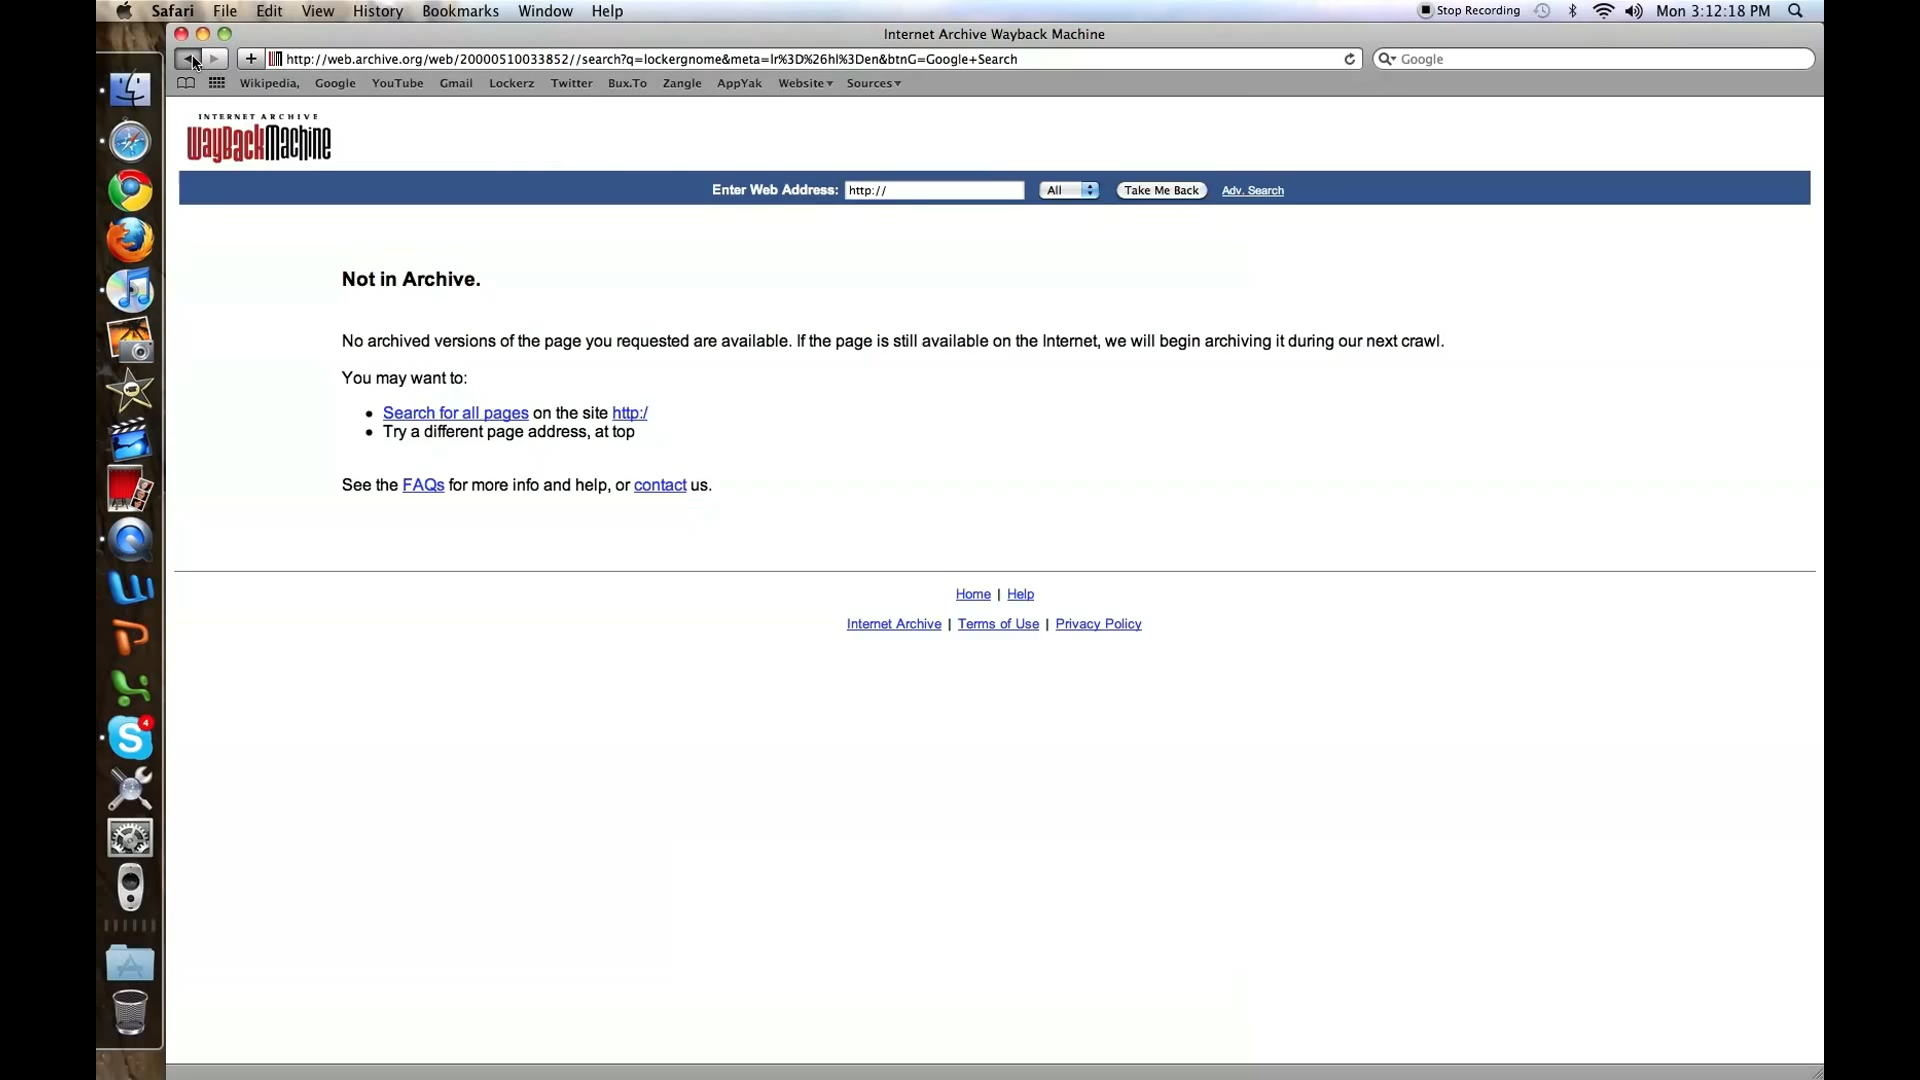 Safari File Edit View History Bookmarks Window Help Stop Recording Mon 3:12:18 PM
Internet Archive Wayback Machine
http://web.archive.org/web/20000510033852//search?q=lockergnome&meta=lr%3D%26hl%3Den&btnG=Google+Search Google
Wikipedia, Google YouTube Gmail Lockerz Twitter Bux.To Zangle AppYak Website Sources
INTERNET ARCHIVE
WayBackMachine
Enter Web Address: http:// All Take Me Back Adv. Search
Not in Archive.
No archived versions of the page you requested are available. If the page is still available on the Internet, we will begin archiving it during our next crawl.
You may want to:
• Search for all pages on the site http:/
• Try a different page address, at top
See the FAQs for more info and help, or contact us.
4
Home | Help
Internet Archive | Terms of Use | Privacy Policy